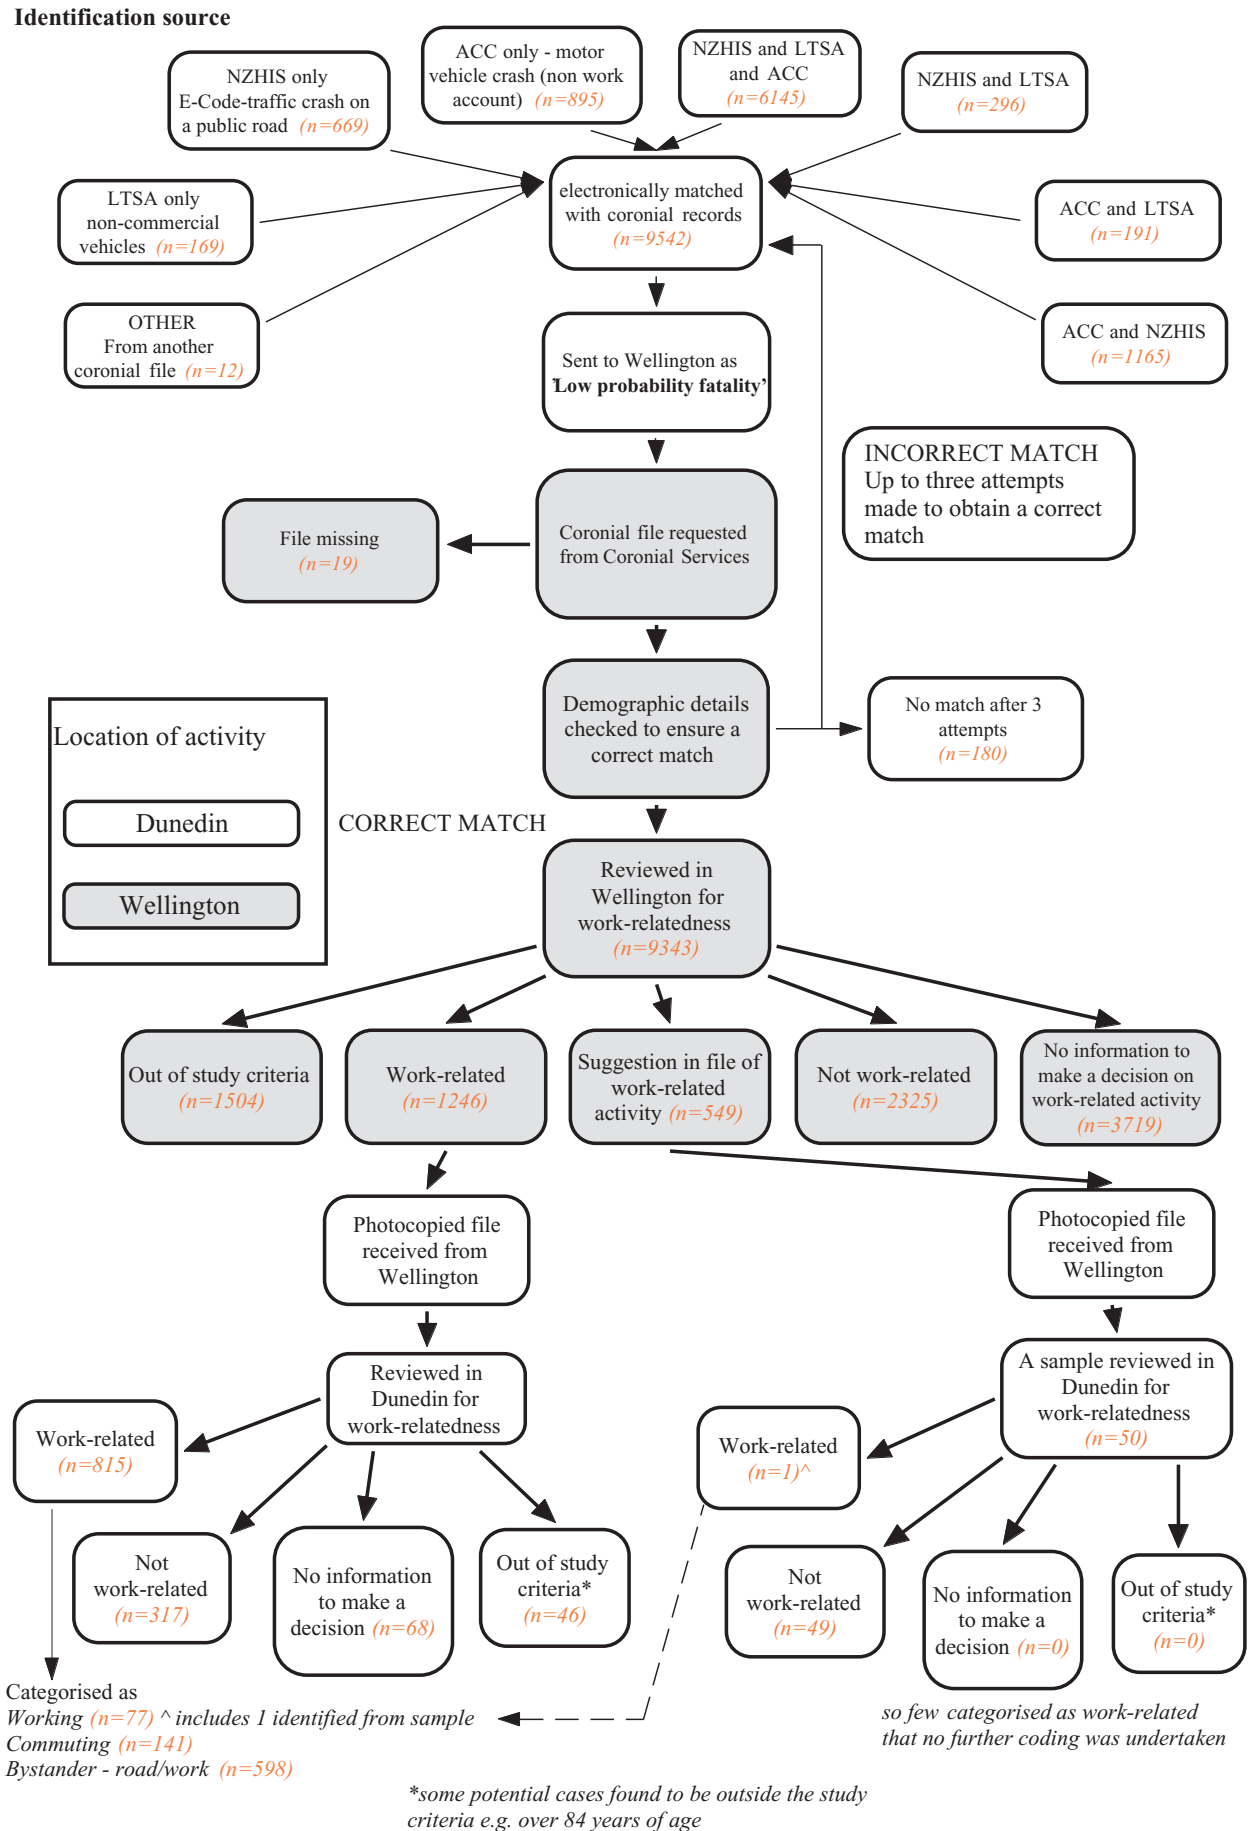 Identification source
NZHIS only
E-Code-traffic crash on
a public road (n=669)
ACC only - motor
vehicle crash (non work
account) (n=895)
NZHIS and LTSA
and ACC
(n=6145)
NZHIS and LTSA
(n=296)
LTSA only
non-commercial
vehicles (n=169)
electronically matched
with coronial records
(n=9542)
ACC and LTSA
(n=191)
OTHER
From another
coronial file (n=12)
ACC and NZHIS
(n=1165)
Sent to Wellington as
'Low probability fatality'
INCORRECT MATCH
Up to three attempts
made to obtain a correct
match
File missing
(n=19)
Coronial file requested
from Coronial Services
Demographic details
checked to ensure a
correct match
No match after 3
attempts
(n=180)
Location of activity
Dunedin
Wellington
CORRECT MATCH
Reviewed in
Wellington for
work-relatedness
(n=9343)
Out of study criteria
(n=1504)
Work-related
(n=1246)
Suggestion in file of
work-related
activity (n=549)
Not work-related
(n=2325)
No information to
make a decision on
work-related activity
(n=3719)
Photocopied file
received from
Wellington
Photocopied file
received from
Wellington
Reviewed in
Dunedin for
work-relatedness
A sample reviewed in
Dunedin for
work-relatedness
(n=50)
Work-related
(n=815)
Work-related
(n=1)^
Not
work-related
(n=317)
No information
to make a
decision (n=68)
Out of study
criteria*
(n=46)
Not
work-related
(n=49)
No information
to make a
decision (n=0)
Out of study
criteria*
(n=0)
Categorised as
Working (n=77) ^ includes 1 identified from sample
Commuting (n=141)
Bystander - road/work (n=598)
so few categorised as work-related
that no further coding was undertaken
*some potential cases found to be outside the study
criteria e.g. over 84 years of age